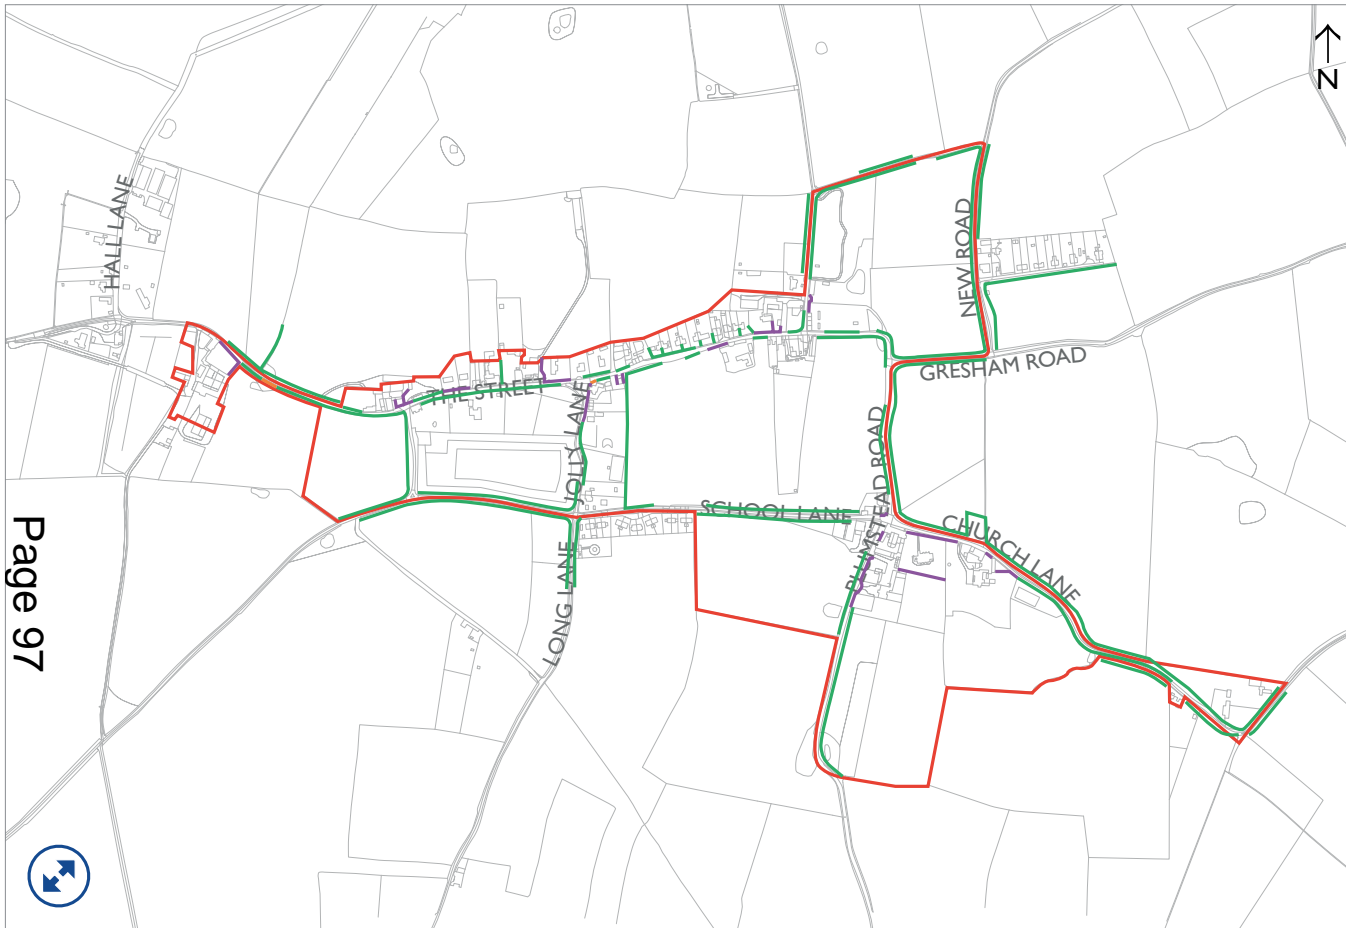 N
HALL LANE
NEW ROAD
GRESHAM ROAD
THE STREET
JOLLY LANE
PLUMSTEAD ROAD
SCHOOL LANE
CHURCH LANE
LONG LANE
Page 97